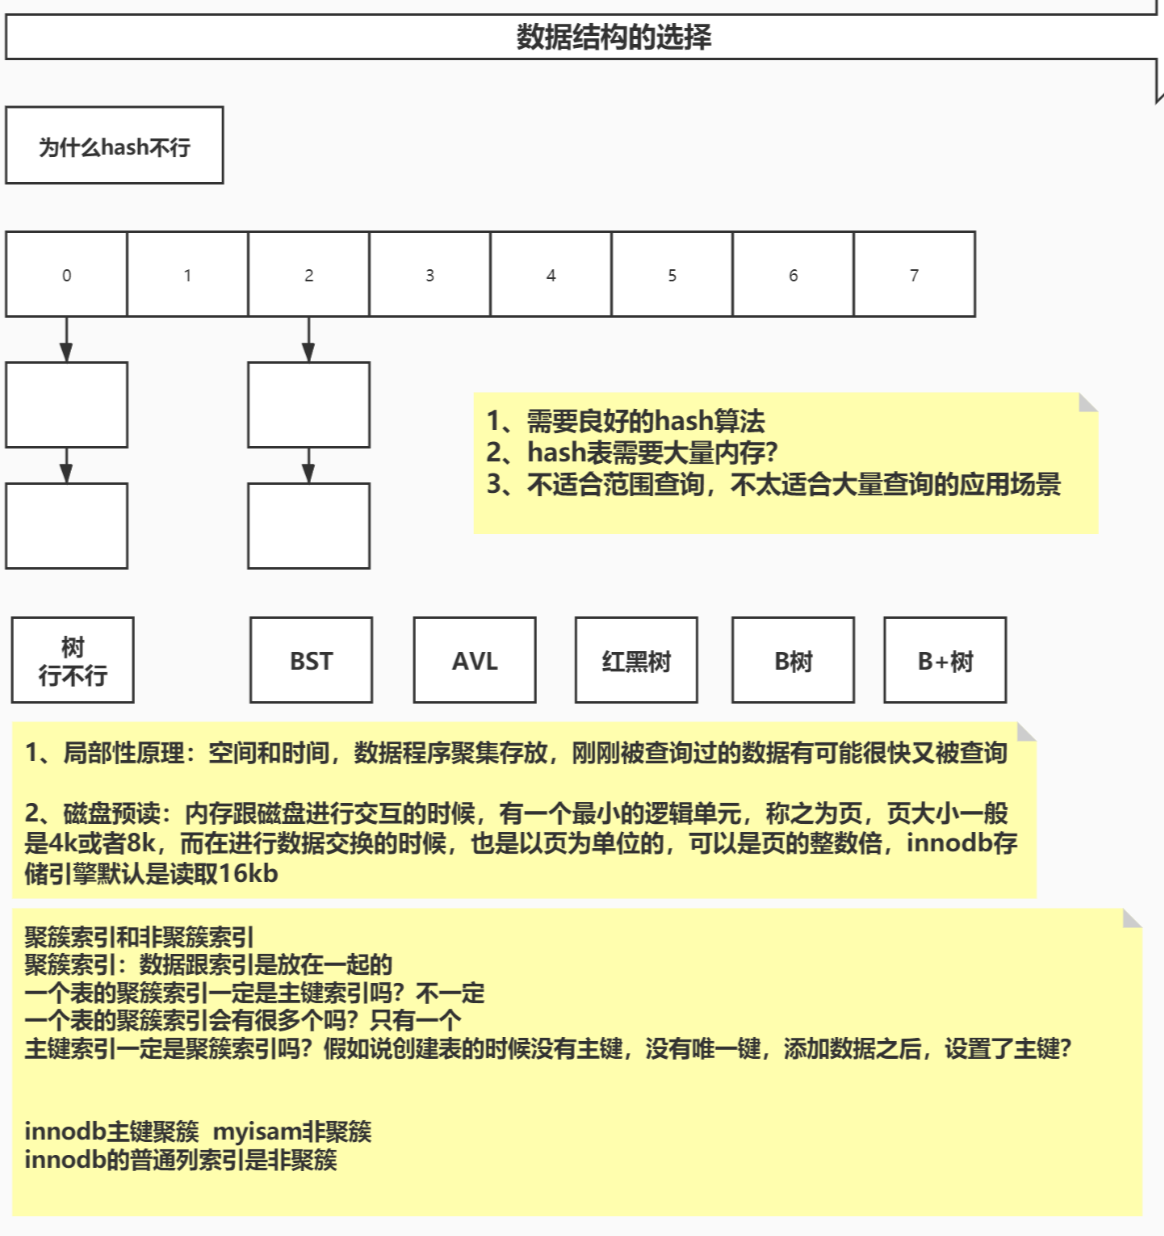 数据结构的选择
为什么hash不行
0 1 2 3 4 5 6 7
1、需要良好的hash算法
2、hash表需要大量内存？
3、不适合范围查询，不太适合大量查询的应用场景
树
行不行
BST
AVL
红黑树
B树
B+树
1、局部性原理：空间和时间，数据程序聚集存放，刚刚被查询过的数据有可能很快又被查询
2、磁盘预读：内存跟磁盘进行交互的时候，有一个最小的逻辑单元，称之为页，页大小一般
是4k或者8k，而在进行数据交换的时候，也是以页为单位的，可以是页的整数倍，innodb存
储引擎默认是读取16kb
聚簇索引和非聚簇索引
聚簇索引：数据跟索引是放在一起的
一个表的聚簇索引一定是主键索引吗？不一定
一个表的聚簇索引会有很多个吗？只有一个
主键索引一定是聚簇索引吗？假如说创建表的时候没有主键，没有唯一键，添加数据之后，设置了主键？
innodb主键聚簇  myisam非聚簇
innodb的普通列索引是非聚簇